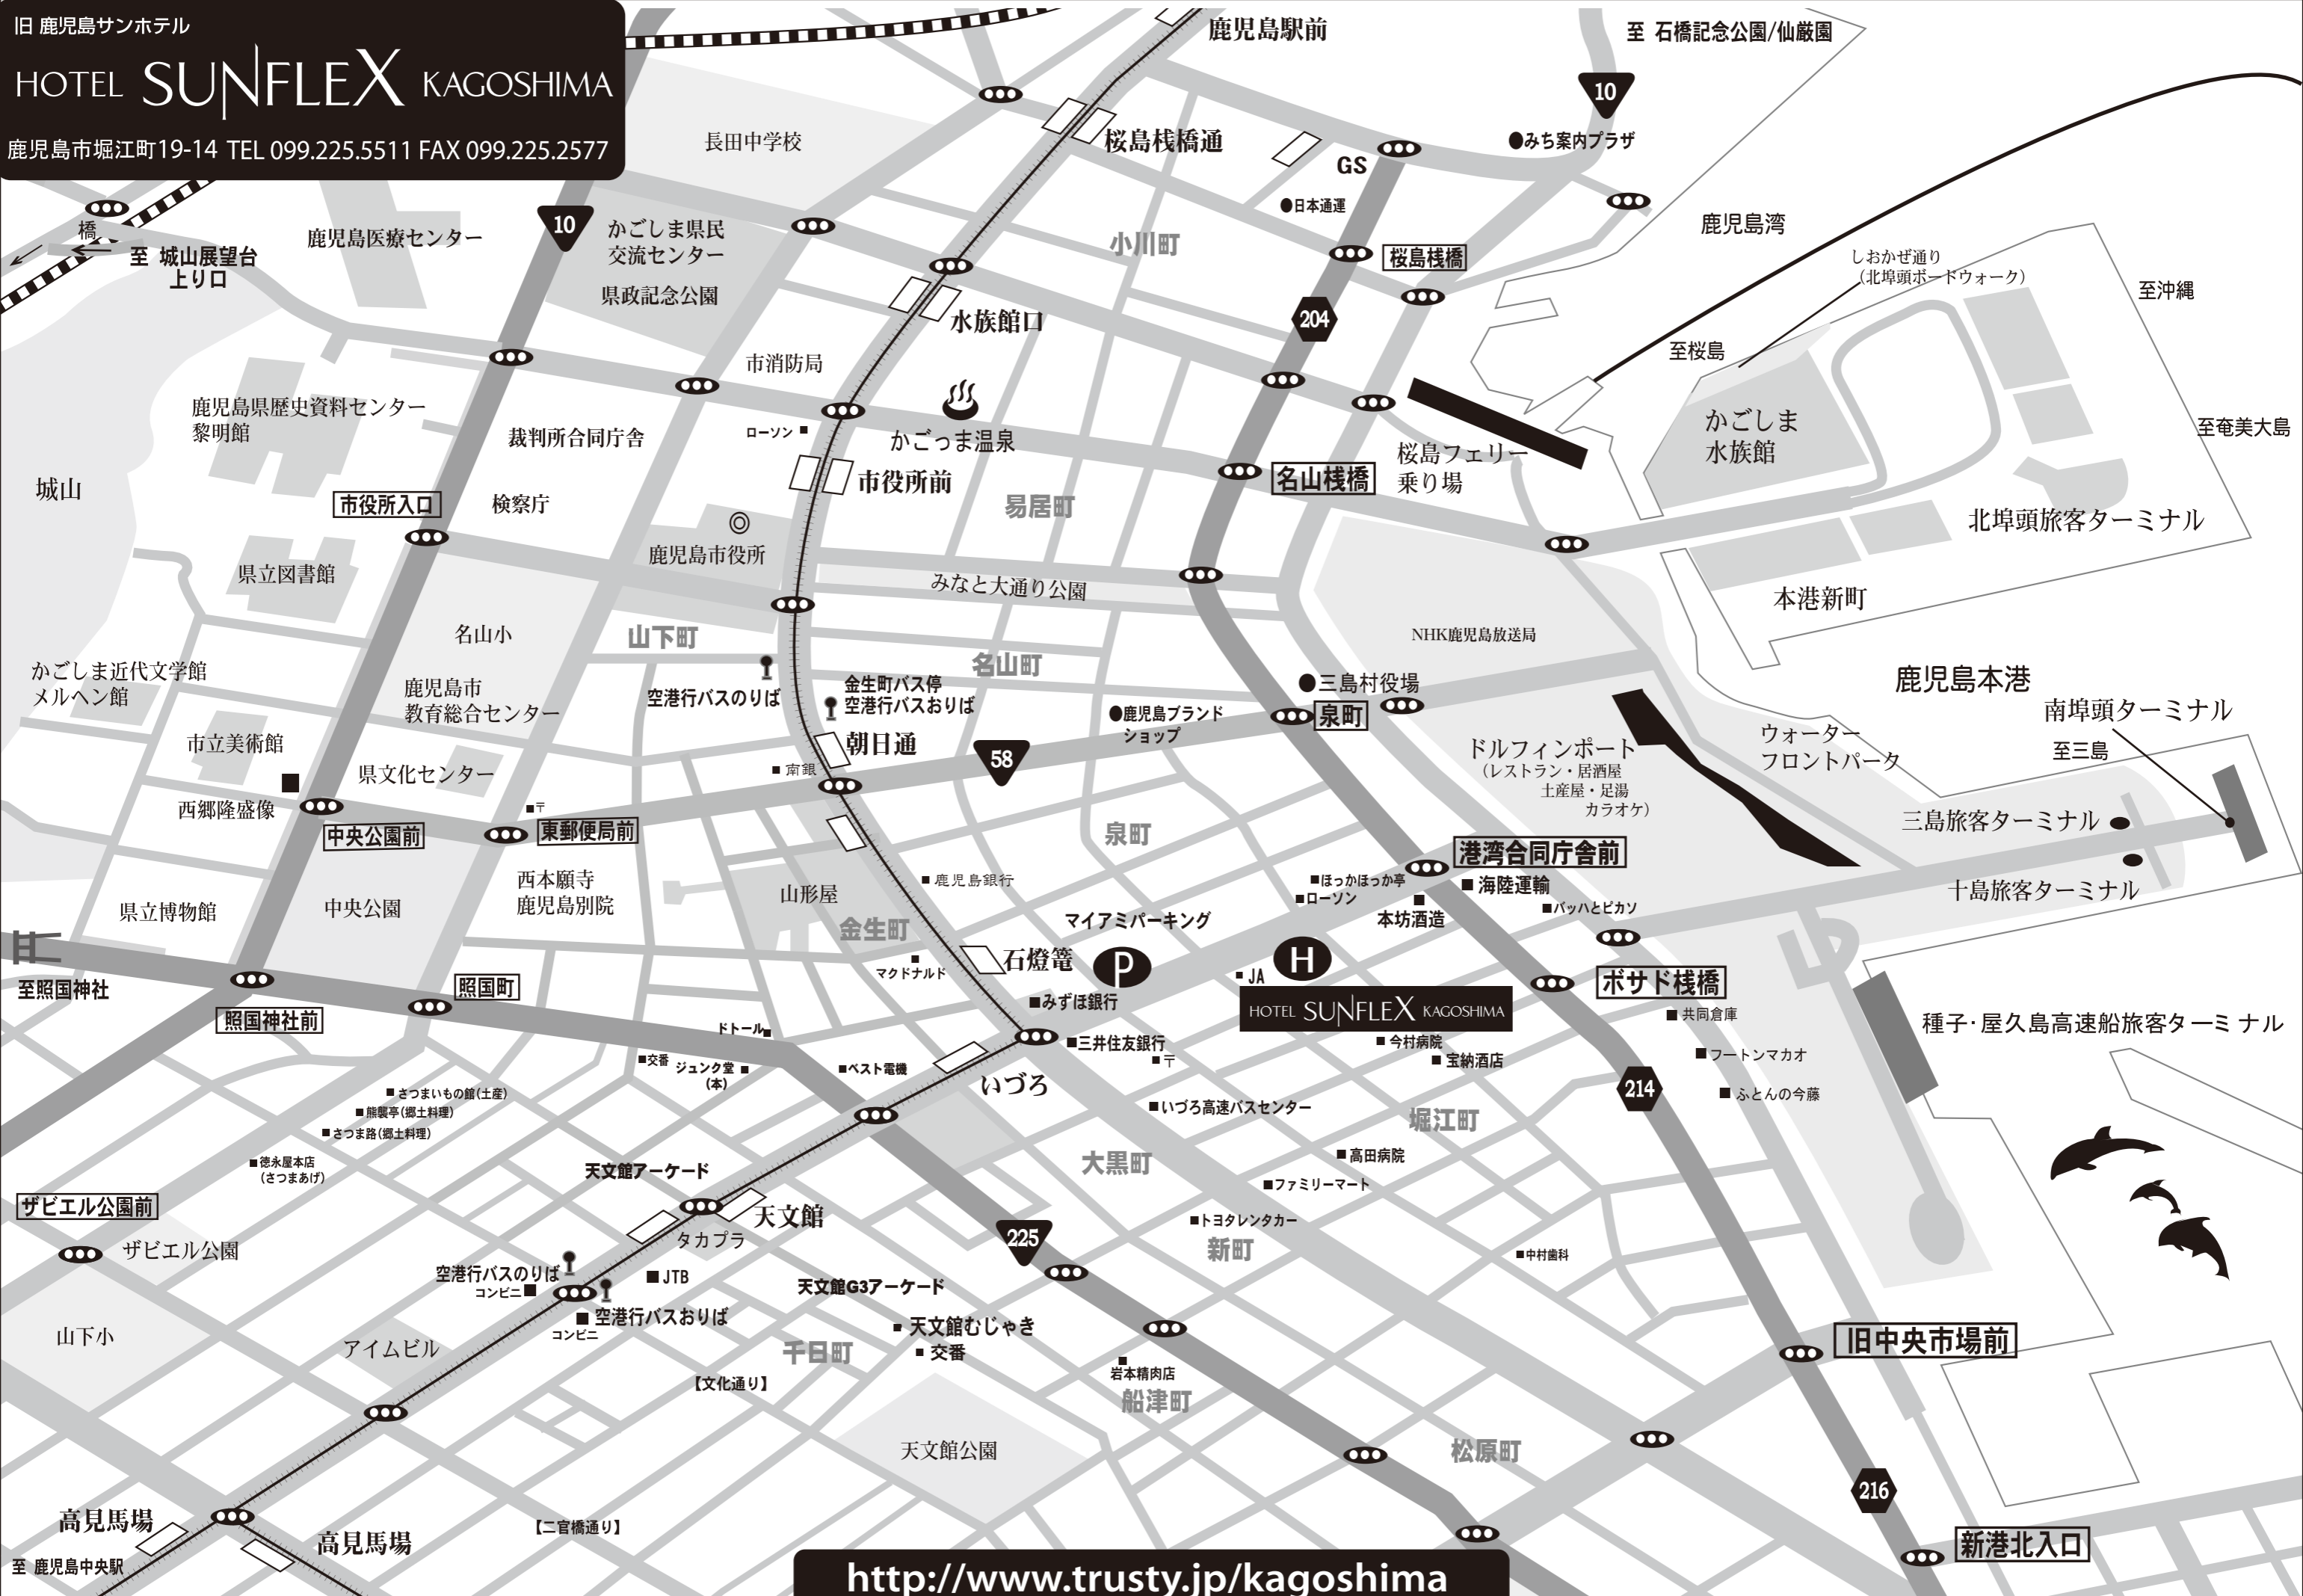 旧 鹿児島サンホテル
HOTEL SUNFLEX KAGOSHIMA
鹿児島市堀江町19-14 TEL 099.225.5511 FAX 099.225.2577
鹿児島駅前
至 石橋記念公園/仙厳園
10
長田中学校
桜島桟橋通
GS
●みち案内プラザ
●日本通運
橋
至 城山展望台
上り口
鹿児島医療センター
10
かごしま県民
交流センター
県政記念公園
小川町
桜島桟橋
鹿児島湾
しおかぜ通り
(北埠頭ボードウォーク)
至沖縄
水族館口
204
市消防局
至桜島
鹿児島県歴史資料センター
黎明館
裁判所合同庁舎
ローソン
かごっま温泉
桜島フェリー
乗り場
かごしま
水族館
至奄美大島
城山
市役所入口
検察庁
市役所前
易居町
名山桟橋
北埠頭旅客ターミナル
県立図書館
鹿児島市役所
みなと大通り公園
本港新町
名山小
山下町
名山町
NHK鹿児島放送局
かごしま近代文学館
メルヘン館
鹿児島市
教育総合センター
空港行バスのりば
金生町バス停
空港行バスおりば
●三島村役場
鹿児島本港
●鹿児島ブランド
ショップ
泉町
南埠頭ターミナル
市立美術館
県文化センター
南銀
朝日通
58
ドルフィンポート
(レストラン・居酒屋
土産屋・足湯
カラオケ)
ウォーター
フロントパーク
至三島
西郷隆盛像
〒
中央公園前
東郵便局前
泉町
三島旅客ターミナル
港湾合同庁舎前
西本願寺
鹿児島別院
山形屋
鹿児島銀行
ほっかほっか亭
ローソン
海陸運輸
十島旅客ターミナル
県立博物館
中央公園
金生町
マイアミパーキング
本坊酒造
バッハとピカソ
石燈篭
P
H
マクドナルド
JA
至照国神社
照国町
みずほ銀行
ボサド桟橋
照国神社前
HOTEL SUNFLEX KAGOSHIMA
共同倉庫
種子・屋久島高速船旅客ターミナル
ドトール
三井住友銀行
今村病院
交番
ジュンク堂
(本)
ベスト電機
〒
宝納酒店
フートンマカオ
いづろ
さつまいもの館(土産)
熊襲亭(郷土料理)
さつま路(郷土料理)
いづろ高速バスセンター
214
ふとんの今藤
堀江町
徳永屋本店
(さつまあげ)
天文館アーケード
大黒町
高田病院
ファミリーマート
ザビエル公園前
天文館
トヨタレンタカー
ザビエル公園
タカプラ
225
新町
中村歯科
空港行バスのりば
コンビニ
JTB
天文館G3アーケード
空港行バスおりば
コンビニ
天文館むじゃき
山下小
アイムビル
千日町
交番
旧中央市場前
【文化通り】
岩本精肉店
船津町
天文館公園
松原町
216
高見馬場
高見馬場
【二官橋通り】
新港北入口
至 鹿児島中央駅
http://www.trusty.jp/kagoshima